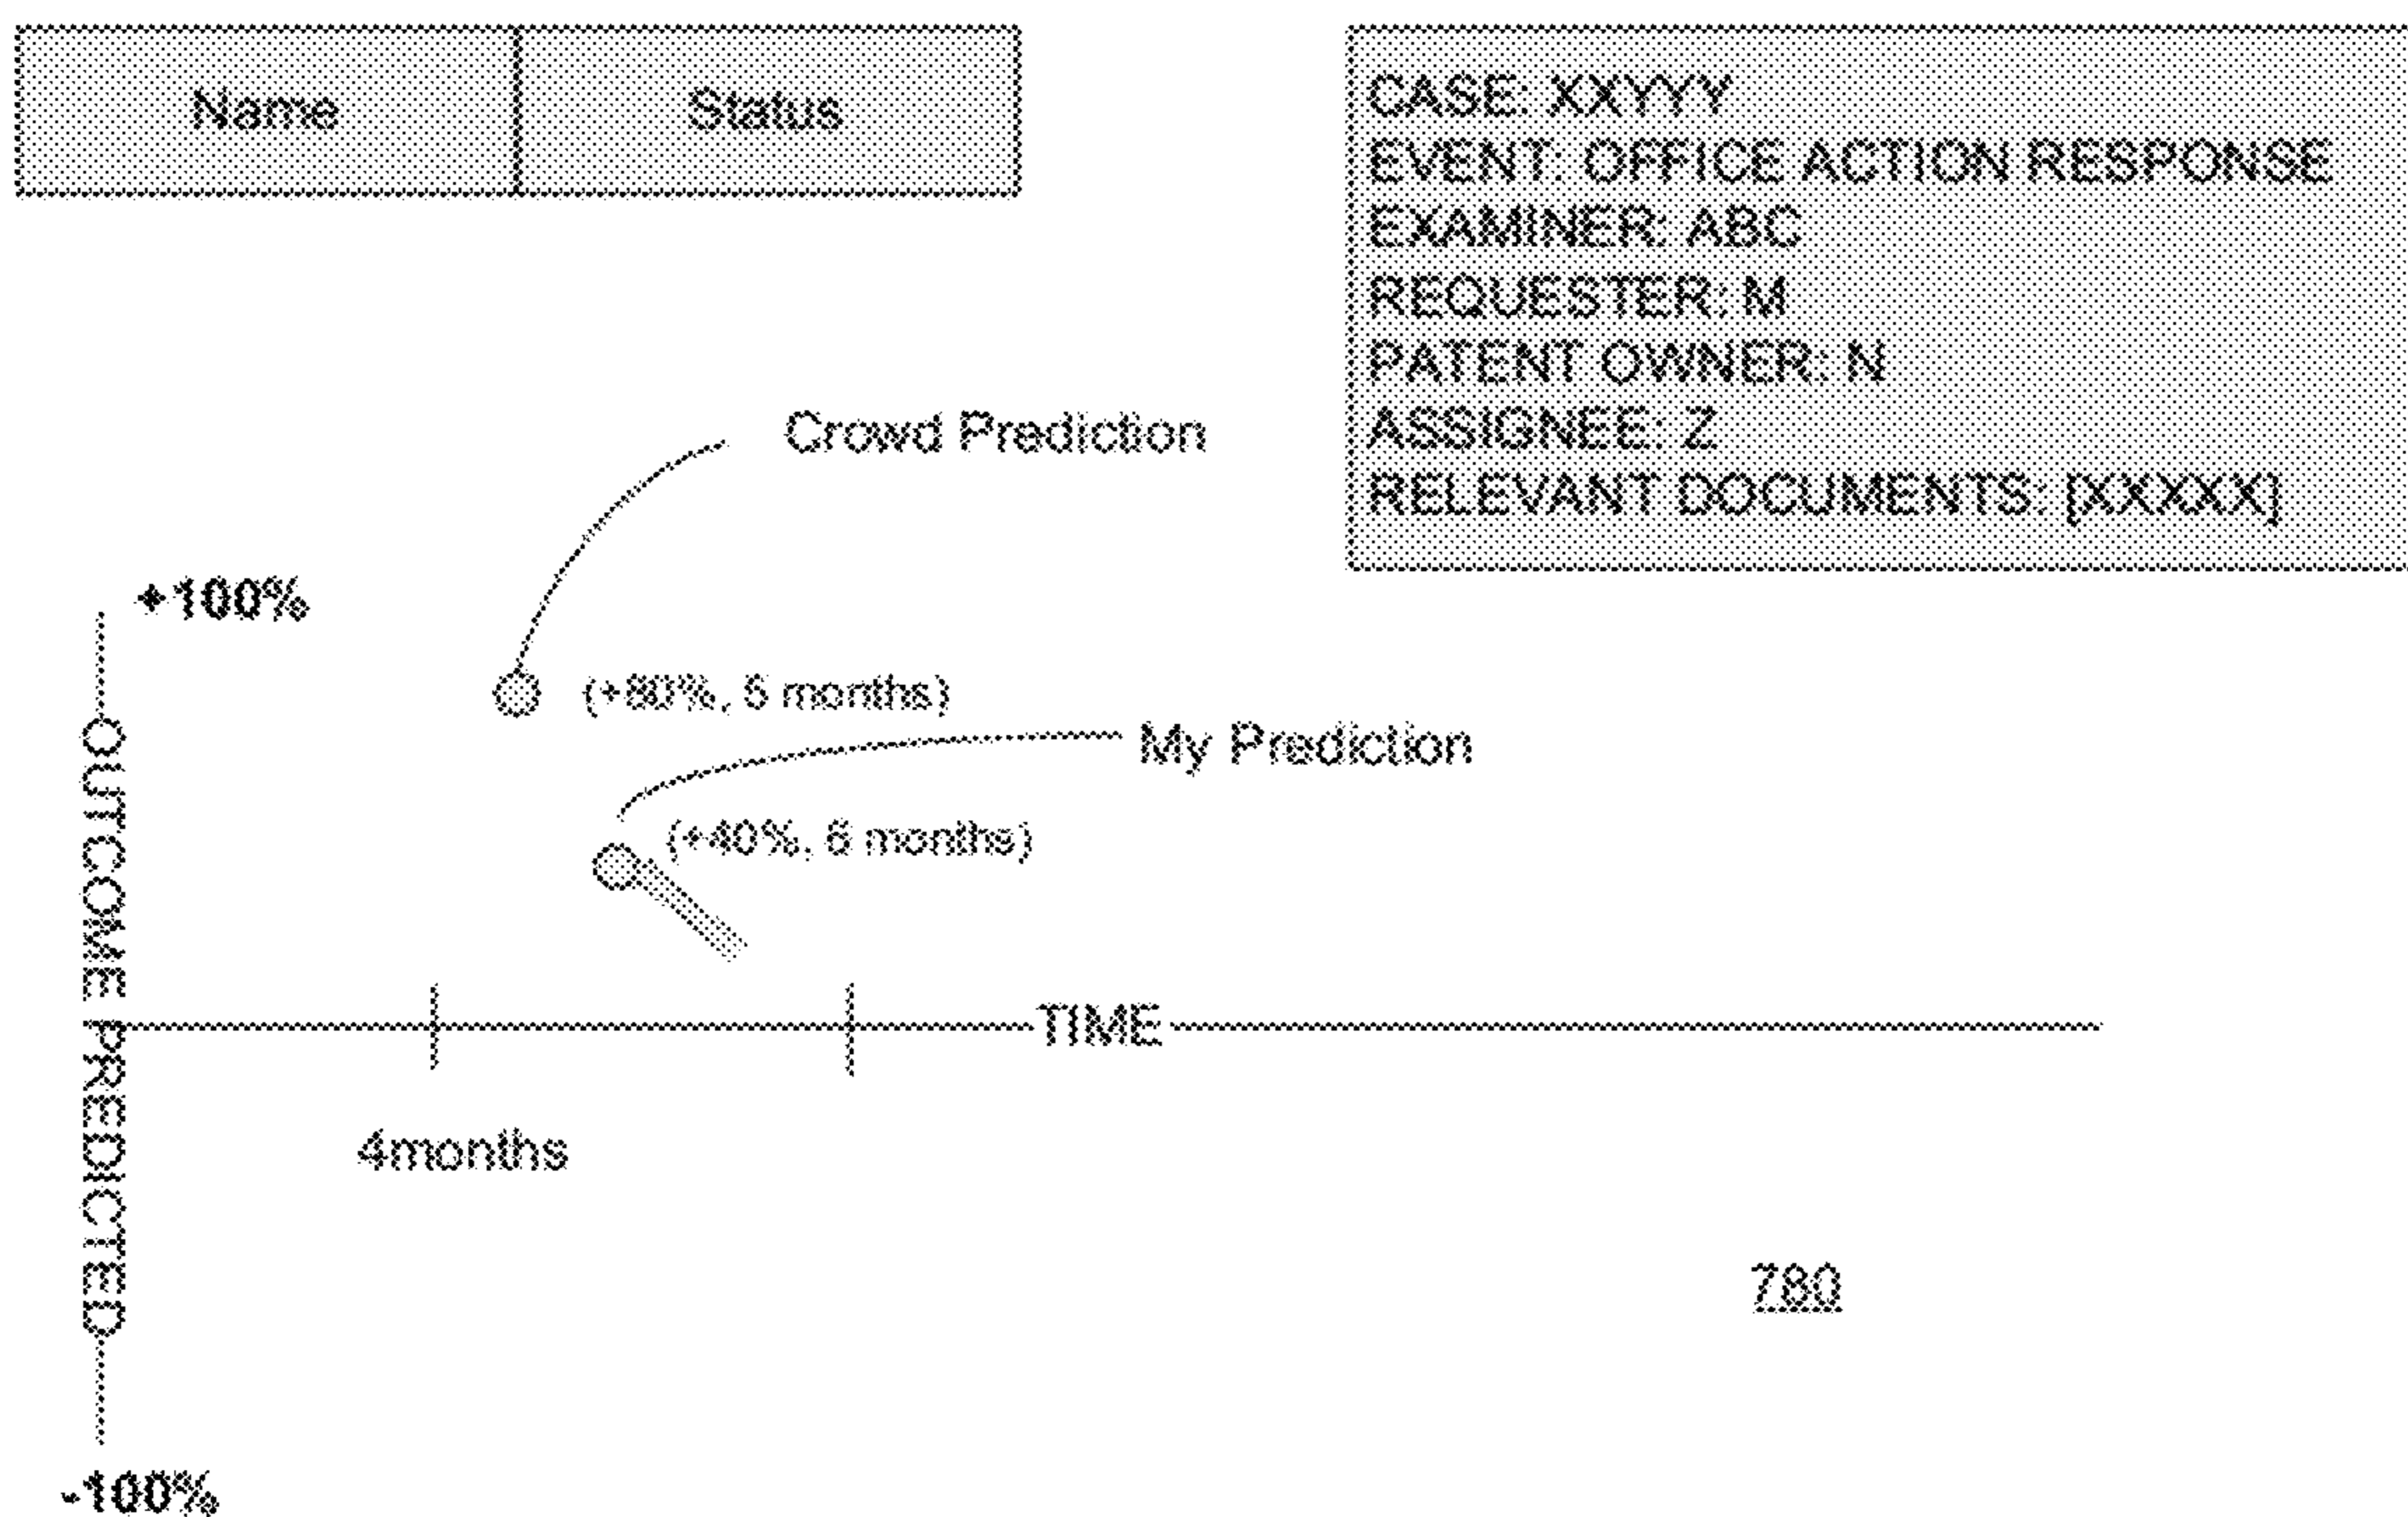 Name
Status
CASE: XXYYY
EVENT: OFFICE ACTION RESPONSE
EXAMINER: ABC
REQUESTER: M
PATENT OWNER: N
ASSIGNEE: Z
RELEVANT DOCUMENTS: [XXXXX]
Crowd Prediction
+100%
(+80%, 5 months)
My Prediction
(+40%, 6 months)
OUTCOME PREDICTED
TIME
4months
780
-100%